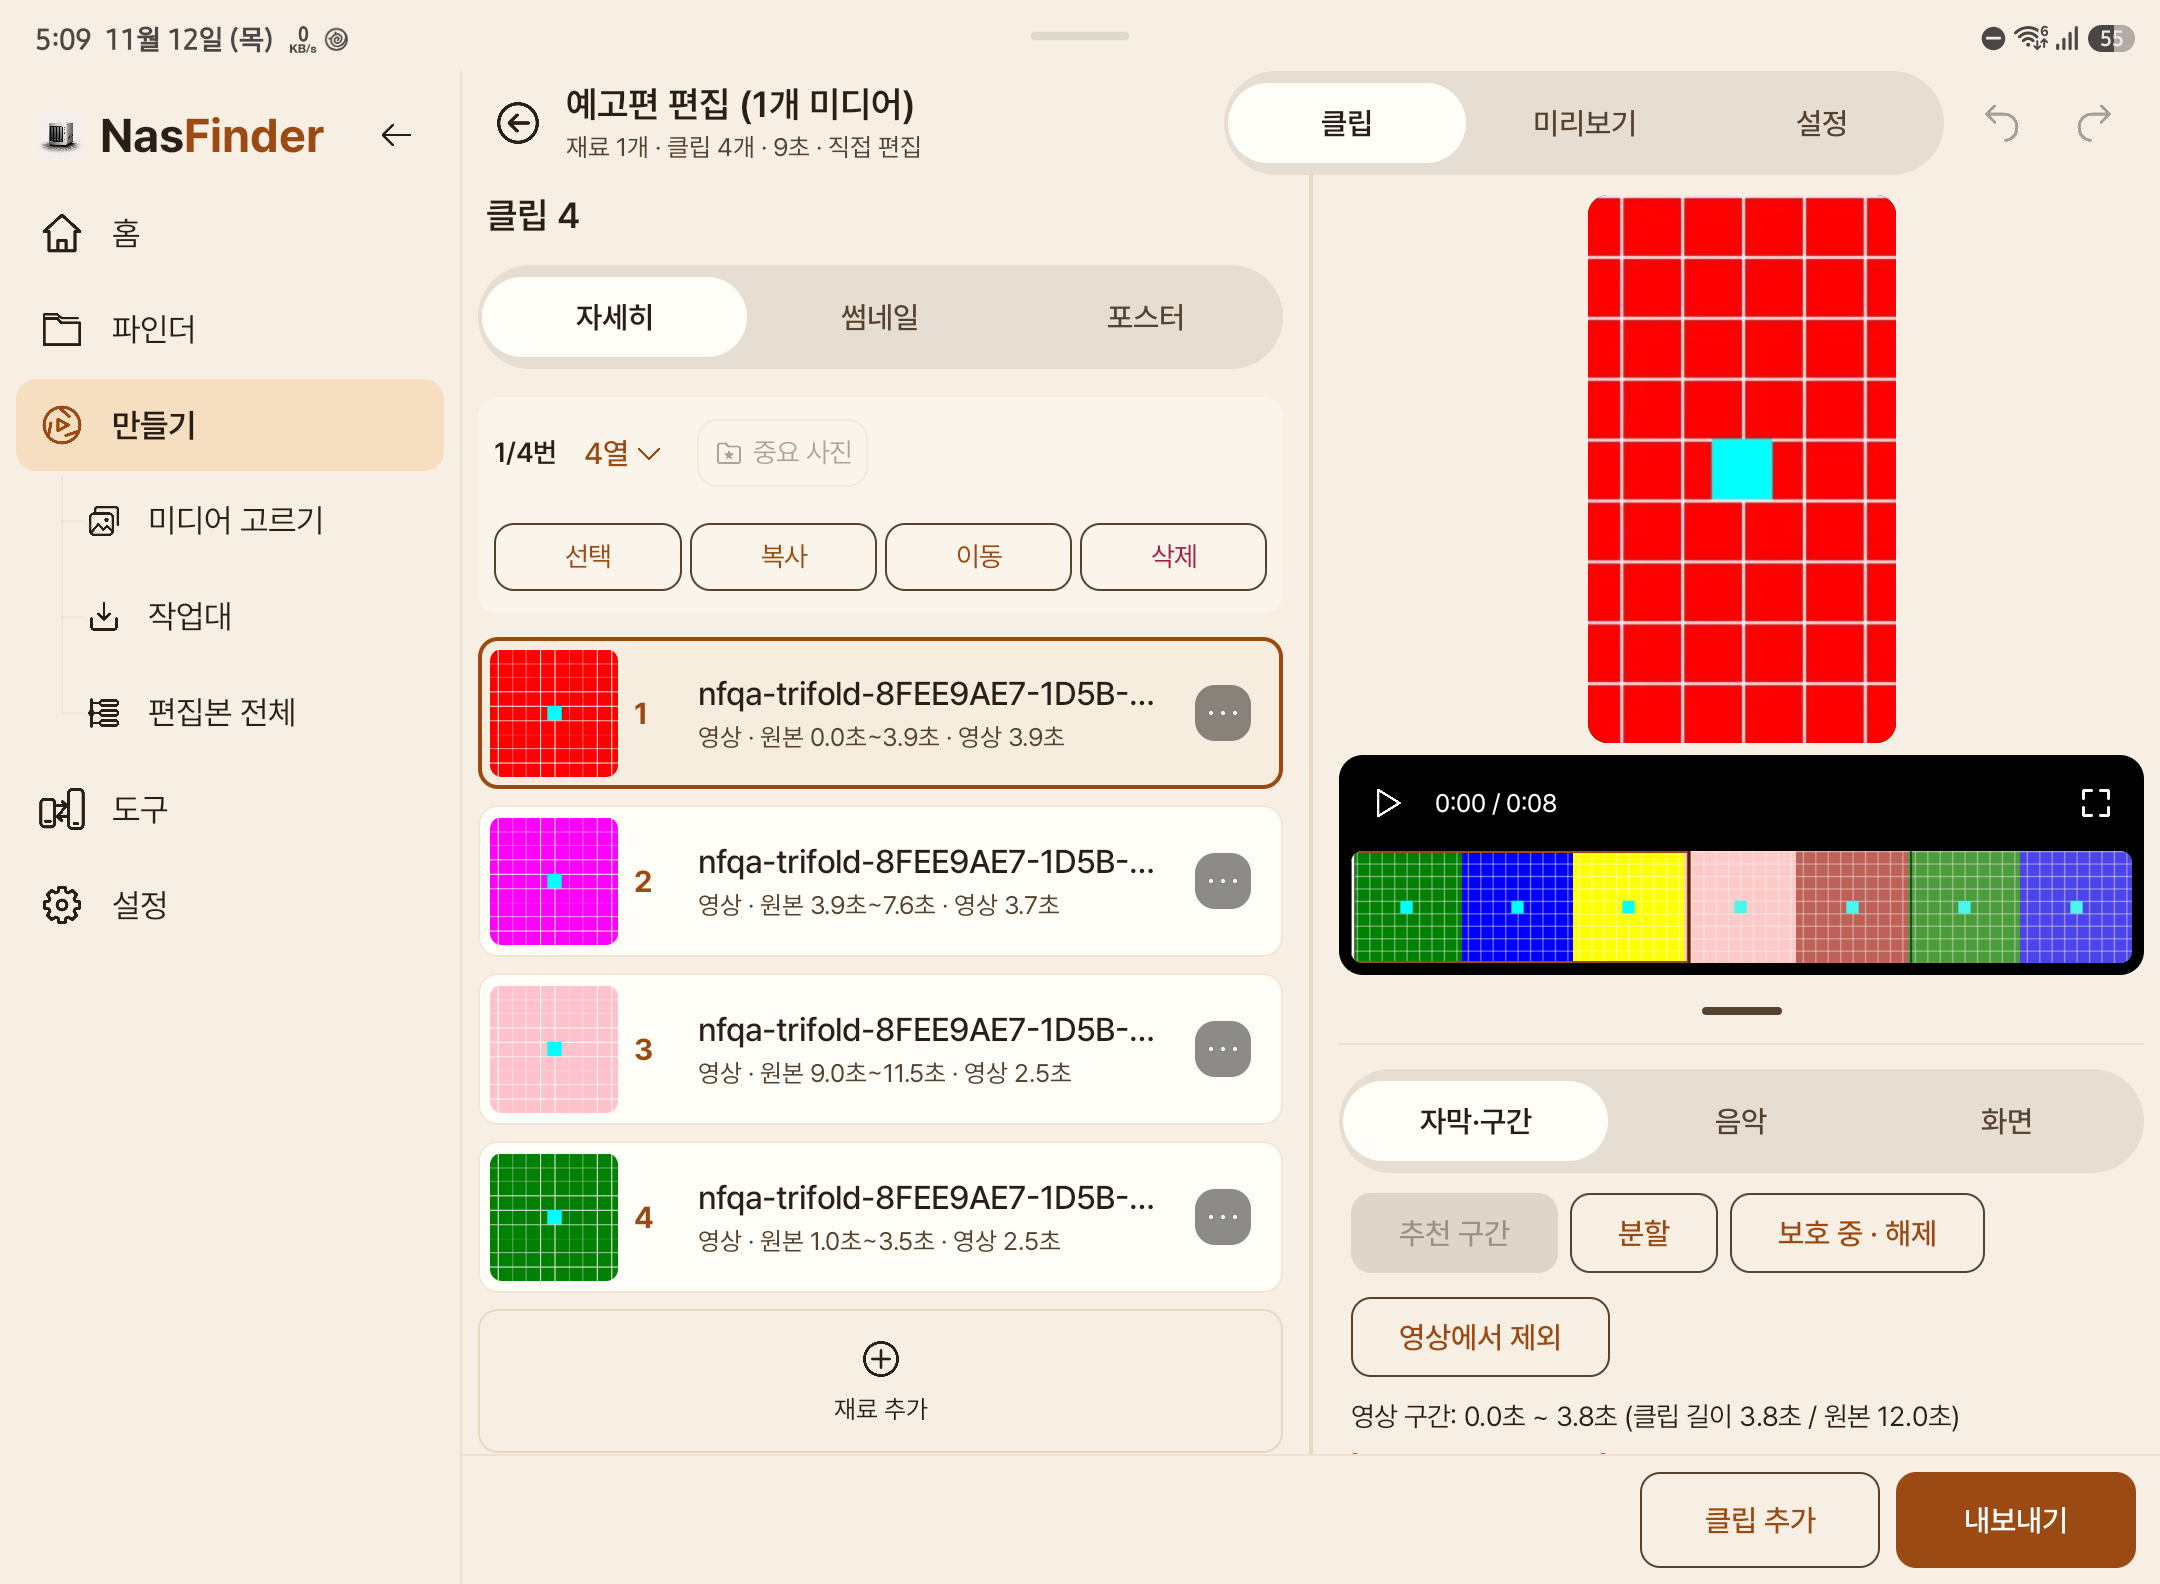 5:09 11월 12일 (목) 0 KB/s
6 55
NasFinder
홈
파인더
만들기
미디어 고르기
작업대
편집본 전체
도구
설정
예고편 편집 (1개 미디어)
재료 1개 · 클립 4개 · 9초 · 직접 편집
클립 미리보기 설정
클립 4
자세히 썸네일 포스터
1/4번 4열 중요 사진
선택 복사 이동 삭제
1
nfqa-trifold-8FEE9AE7-1D5B-...
영상 · 원본 0.0초~3.9초 · 영상 3.9초
2
nfqa-trifold-8FEE9AE7-1D5B-...
영상 · 원본 3.9초~7.6초 · 영상 3.7초
3
nfqa-trifold-8FEE9AE7-1D5B-...
영상 · 원본 9.0초~11.5초 · 영상 2.5초
4
nfqa-trifold-8FEE9AE7-1D5B-...
영상 · 원본 1.0초~3.5초 · 영상 2.5초
재료 추가
0:00 / 0:08
자막·구간 음악 화면
추천 구간 분할 보호 중 · 해제
영상에서 제외
영상 구간: 0.0초 ~ 3.8초 (클립 길이 3.8초 / 원본 12.0초)
클립 추가 내보내기